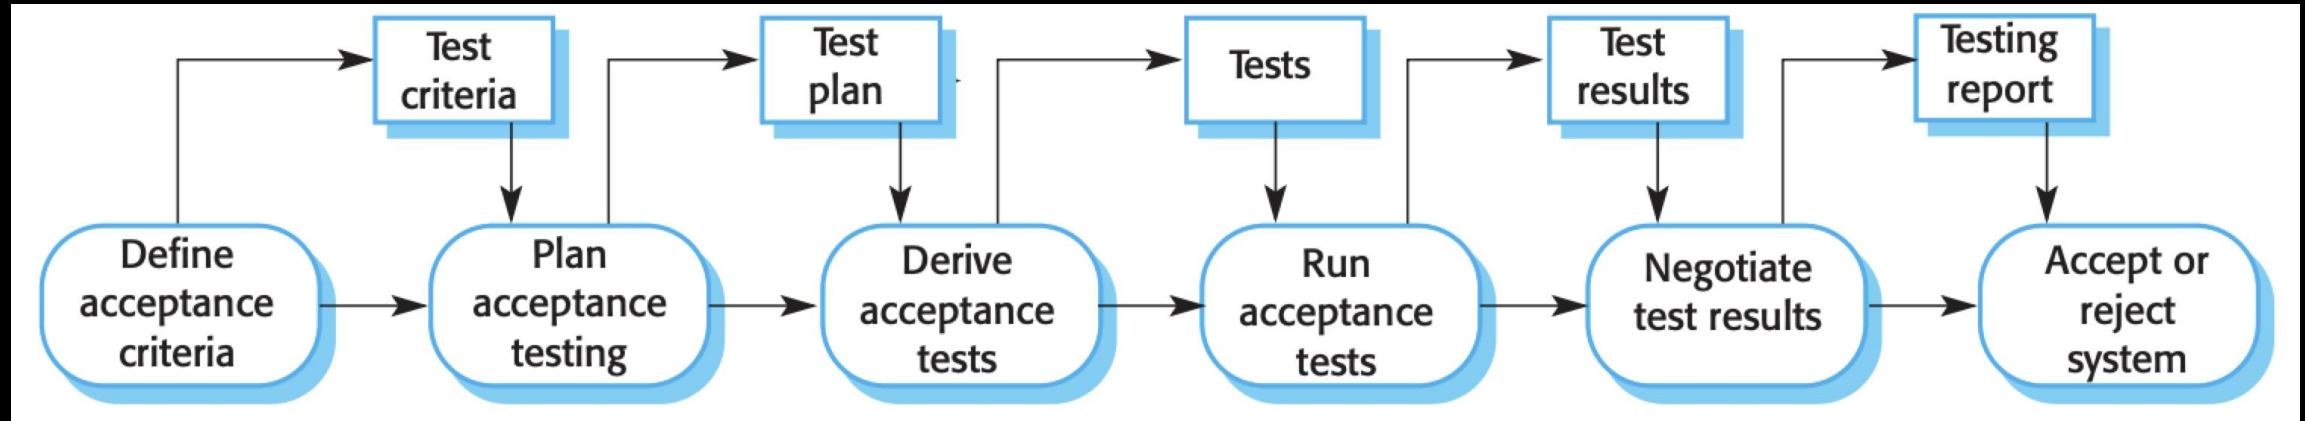 Test
criteria
Test
plan
Tests
Test
results
Testing
report
Define
acceptance
criteria
Plan
acceptance
testing
Derive
acceptance
tests
Run
acceptance
tests
Negotiate
test results
Accept or
reject
system